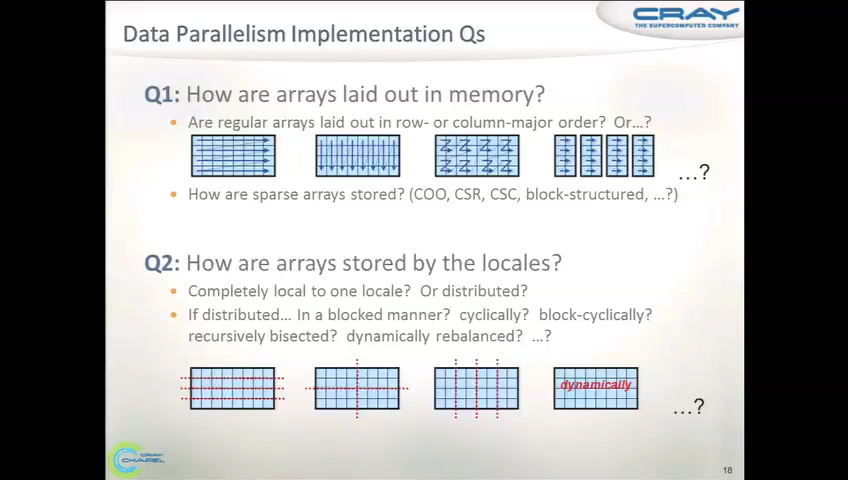 CRAY
THE SUPERCOMPUTER COMPANY
Data Parallelism Implementation Qs
Q1: How are arrays laid out in memory?
• Are regular arrays laid out in row- or column-major order? Or…?
…?
• How are sparse arrays stored? (COO, CSR, CSC, block-structured, …?)
Q2: How are arrays stored by the locales?
• Completely local to one locale? Or distributed?
• If distributed… In a blocked manner? cyclically? block-cyclically?
recursively bisected? dynamically rebalanced? …?
dynamically
…?
CRAY
CHAPEL
18